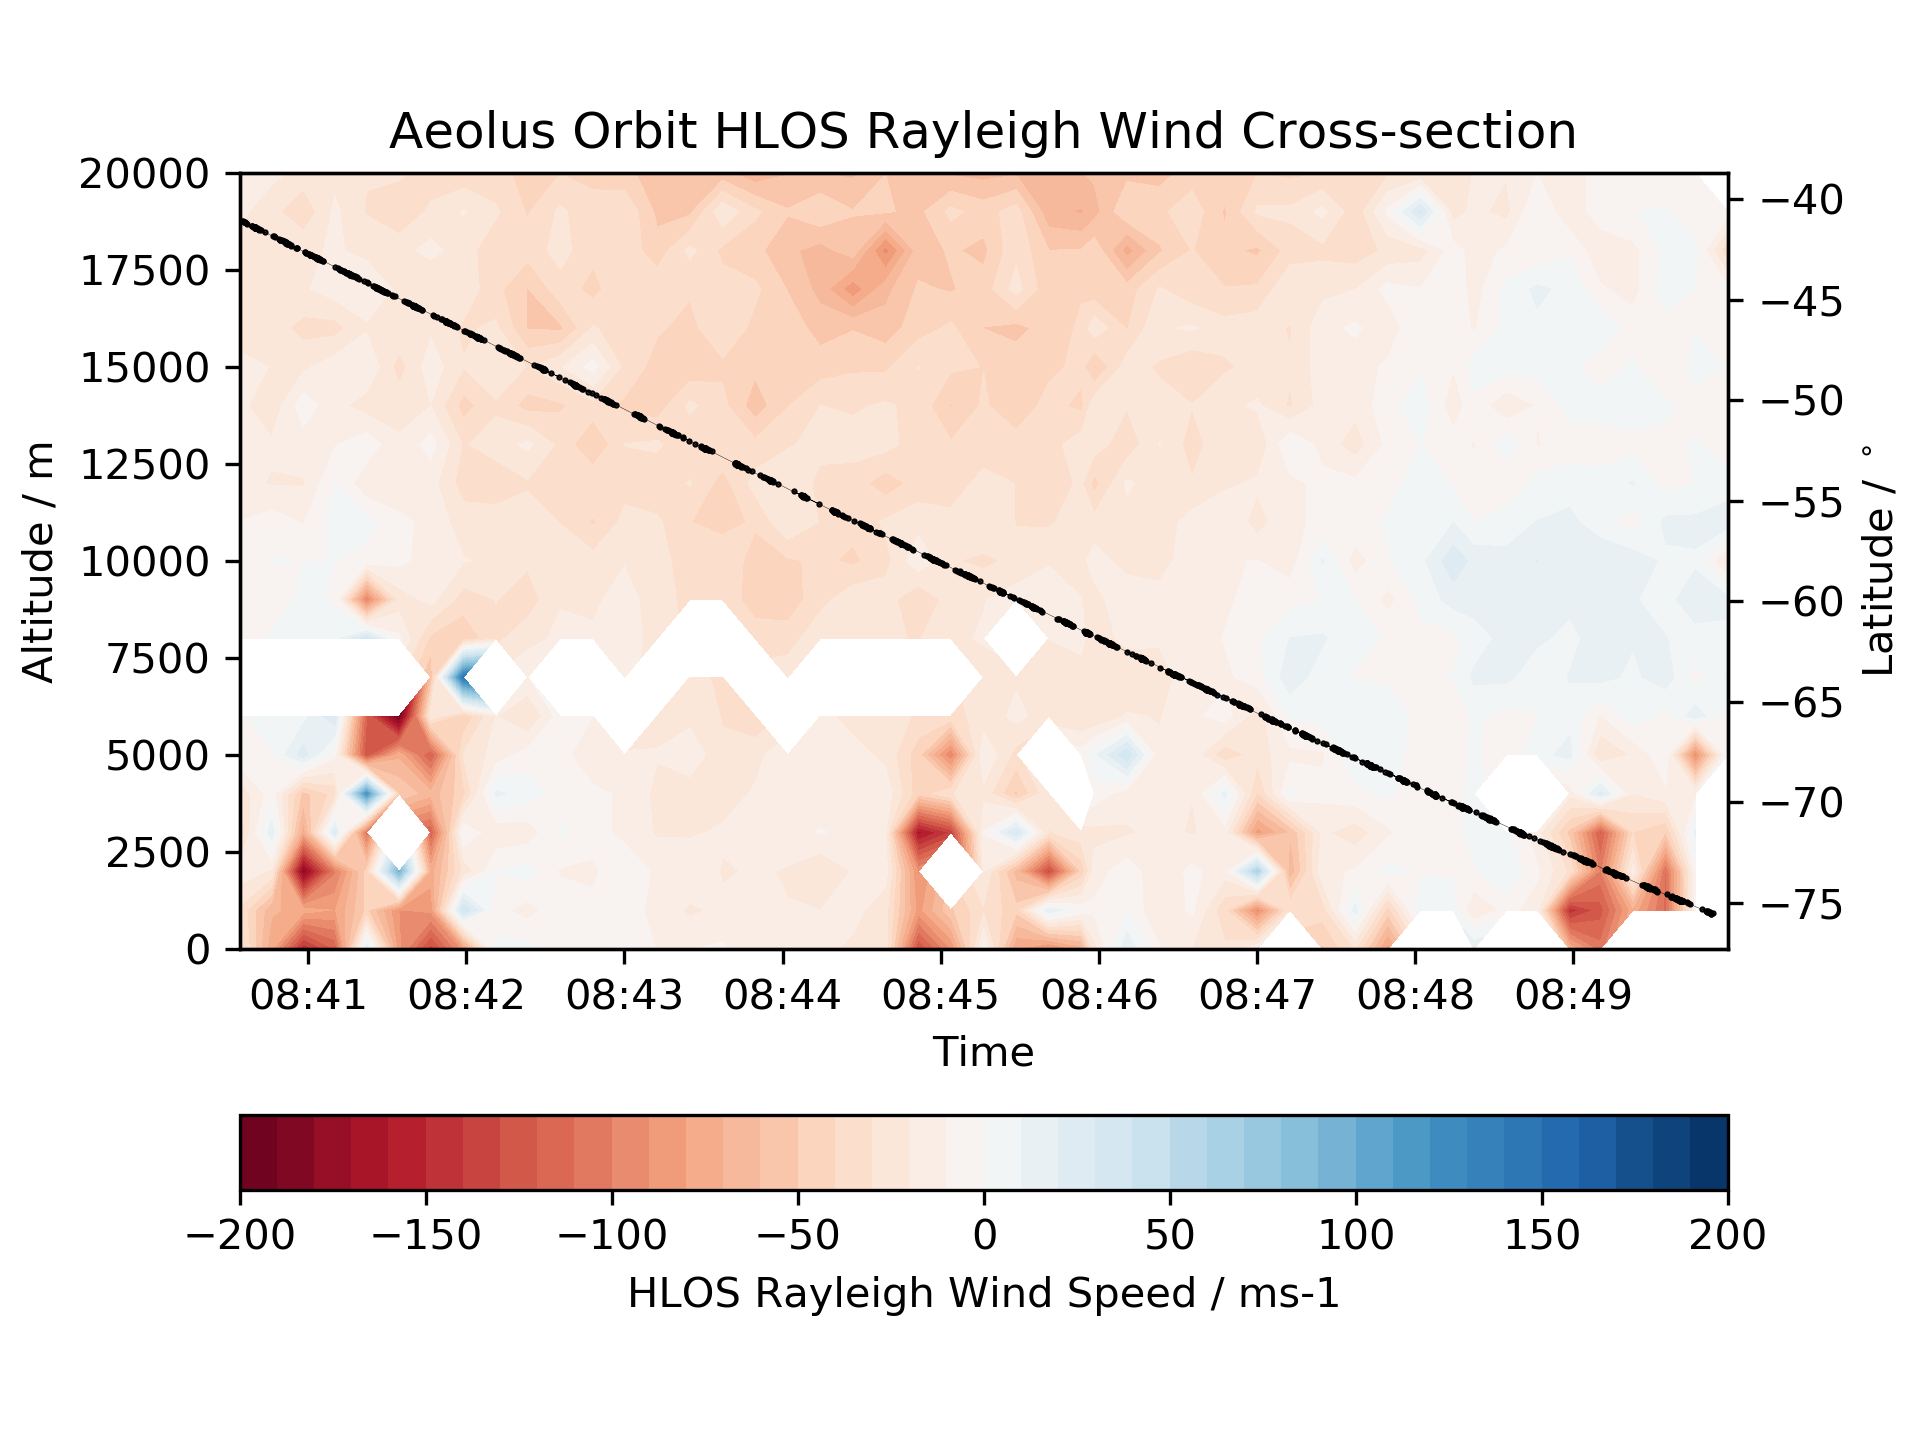 Aeolus Orbit HLOS Rayleigh Wind Cross-section
20000
17500
15000
12500
10000
7500
5000
2500
0
Altitude / m
−40
−45
−50
−55
−60
−65
−70
−75
Latitude / °
08:41 08:42 08:43 08:44 08:45 08:46 08:47 08:48 08:49
Time
−200 −150 −100 −50 0 50 100 150 200
HLOS Rayleigh Wind Speed / ms-1